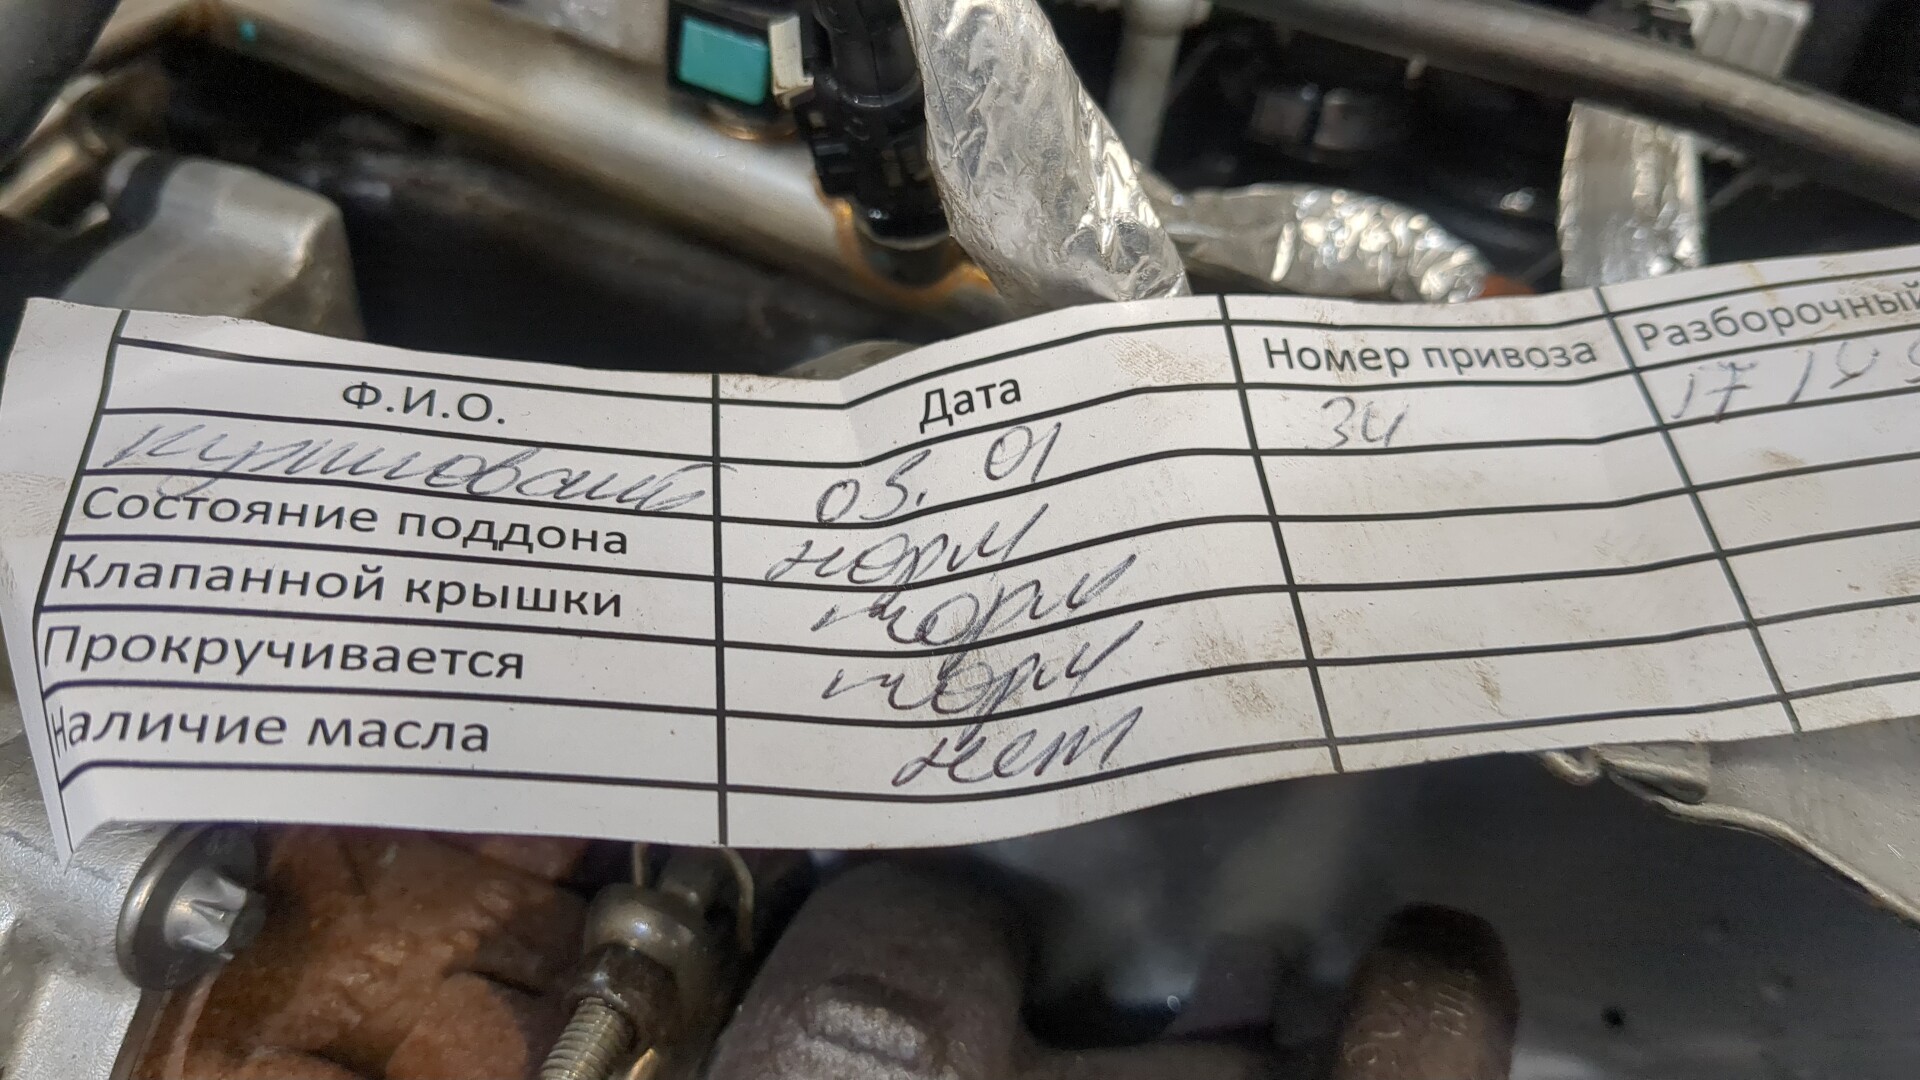 Ф.И.О. Дата Номер привоза Разборочный
03. 01 34
Состояние поддона норм
Клапанной крышки норм
Прокручивается норм
Наличие масла нет